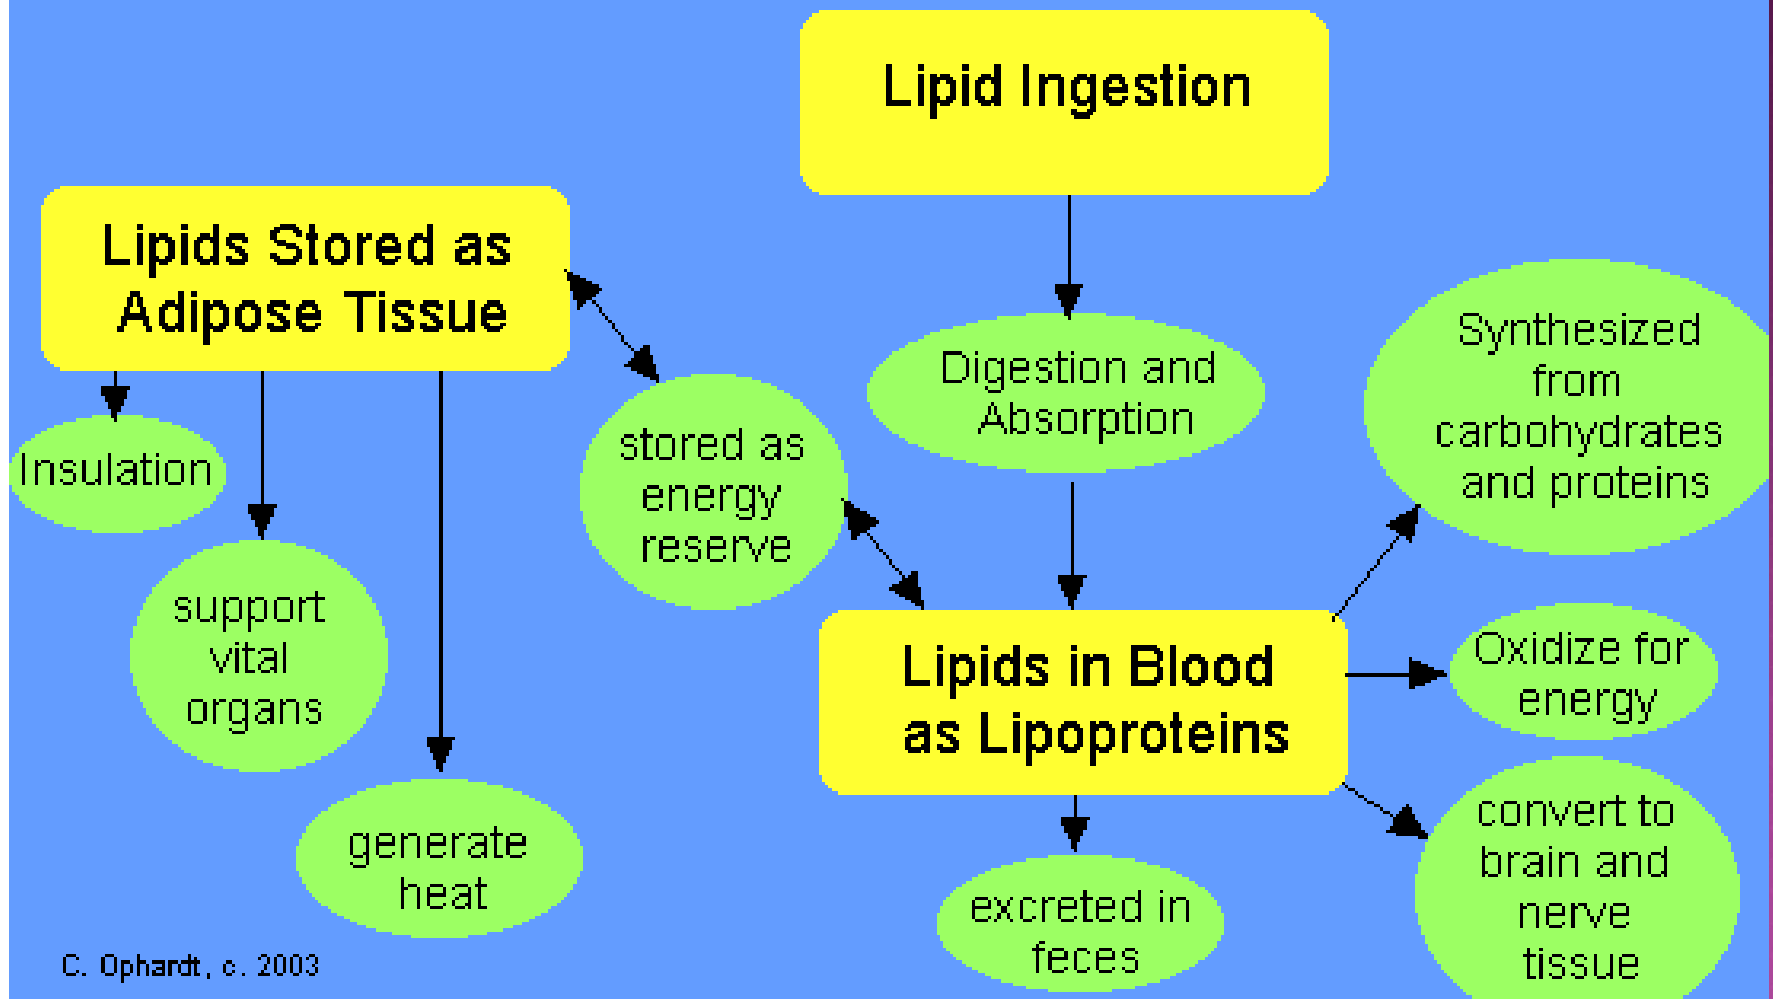 Lipid Ingestion
Lipids Stored as
Adipose Tissue
Digestion and
Absorption
Synthesized
from
carbohydrates
and proteins
stored as
energy
reserve
Insulation
support
vital
organs
generate
heat
Lipids in Blood
as Lipoproteins
Oxidize for
energy
convert to
brain and
nerve
tissue
excreted in
feces
C. Ophardt, c. 2003